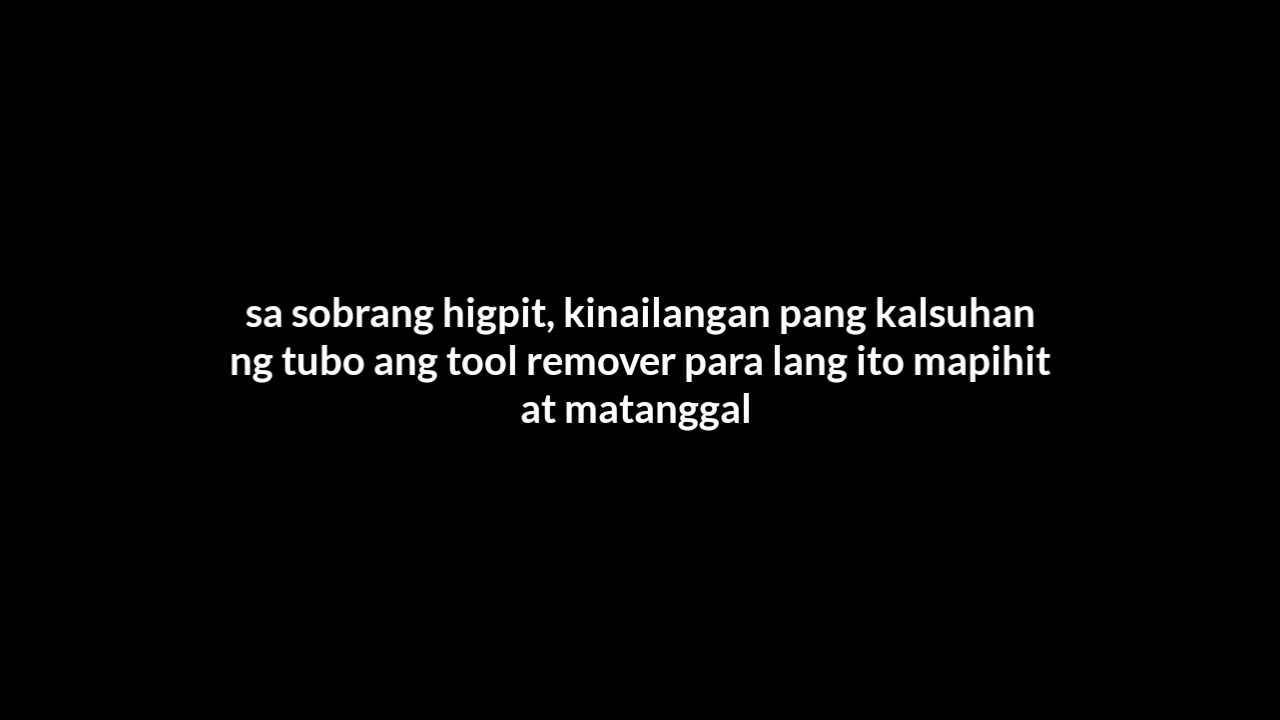 sa sobrang higpit, kinailangan pang kalsuhan
ng tubo ang tool remover para lang ito mapihit
at matanggal